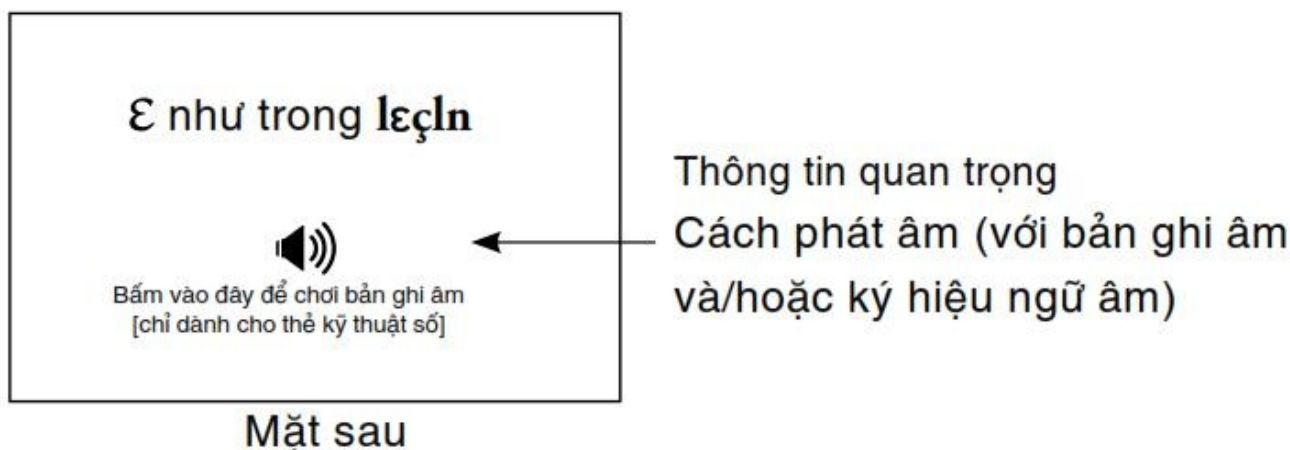 ɛ như trong lɛçln
Bấm vào đây để chơi bản ghi âm
[chỉ dành cho thẻ kỹ thuật số]
Mặt sau
Thông tin quan trọng
Cách phát âm (với bản ghi âm
và/hoặc ký hiệu ngữ âm)